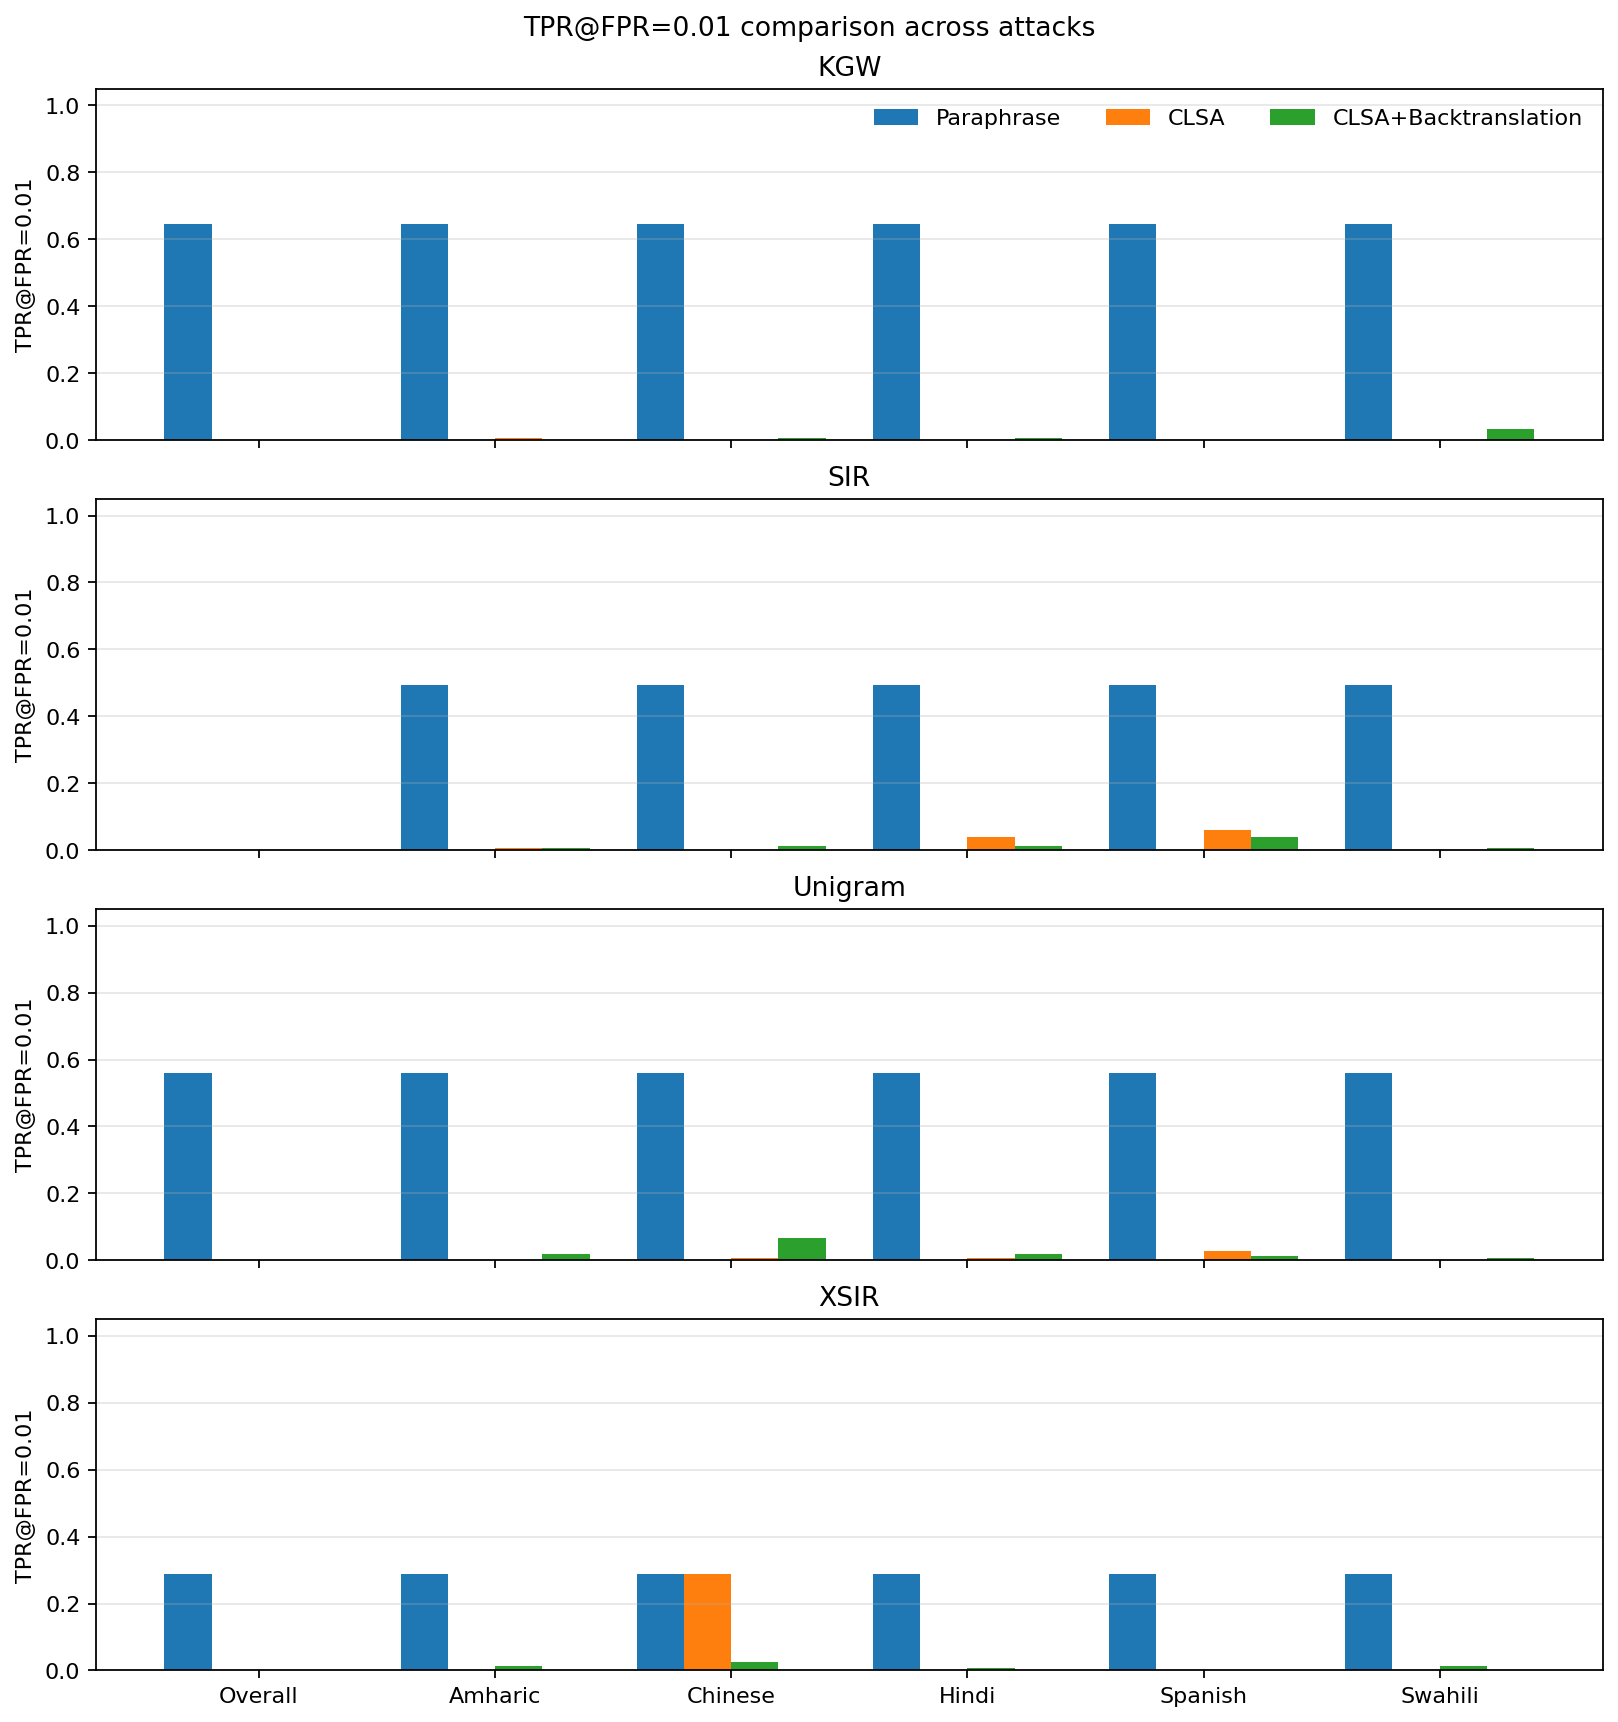 TPR@FPR=0.01 comparison across attacks
KGW
Paraphrase CLSA CLSA+Backtranslation
TPR@FPR=0.01
1.0
0.8
0.6
0.4
0.2
0.0
SIR
TPR@FPR=0.01
1.0
0.8
0.6
0.4
0.2
0.0
Unigram
TPR@FPR=0.01
1.0
0.8
0.6
0.4
0.2
0.0
XSIR
TPR@FPR=0.01
1.0
0.8
0.6
0.4
0.2
0.0
Overall Amharic Chinese Hindi Spanish Swahili